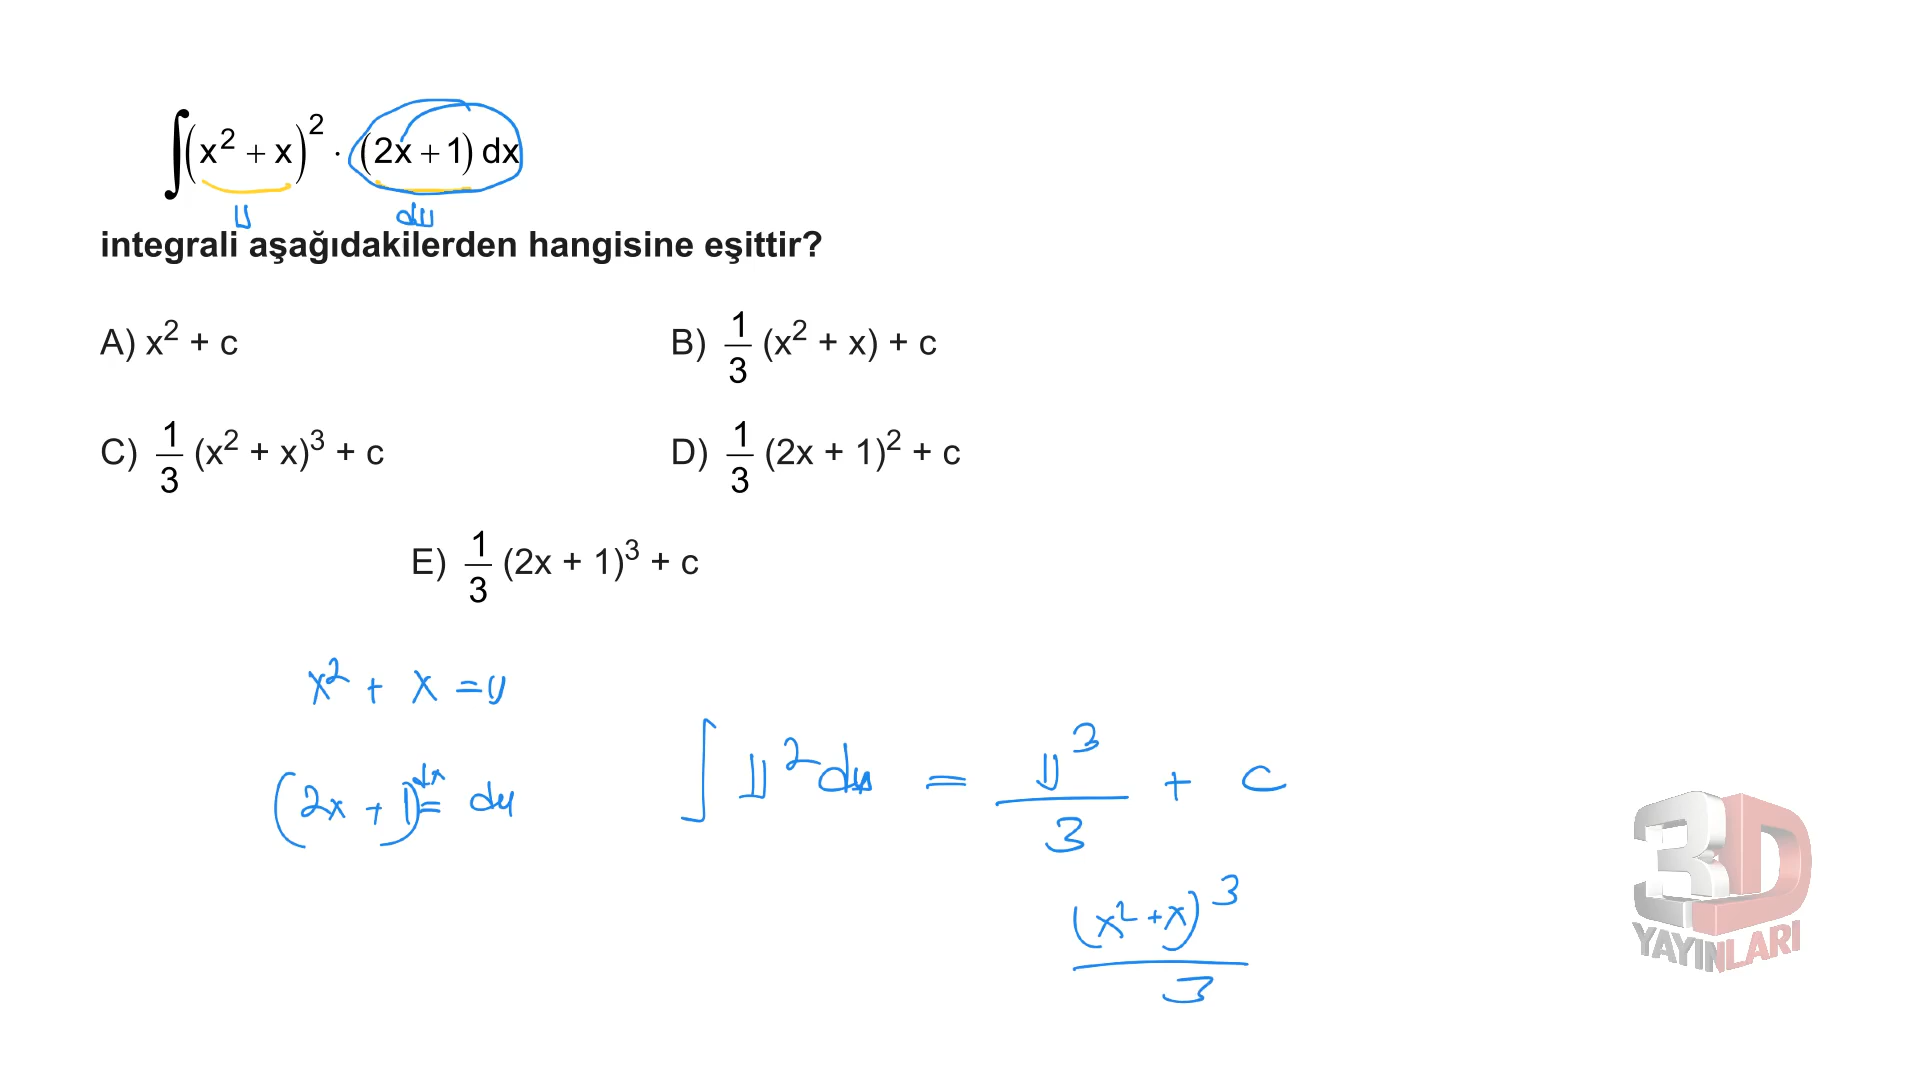 ∫(x² + x)² · (2x + 1) dx
u du
integrali aşağıdakilerden hangisine eşittir?
A) x² + c
B) 1/3 (x² + x) + c
C) 1/3 (x² + x)³ + c
D) 1/3 (2x + 1)² + c
E) 1/3 (2x + 1)³ + c
x² + x = u
(2x + 1)dx = du
∫ u² du = u³/3 + c
(x² + x)³/3
3D
YAYINLARI